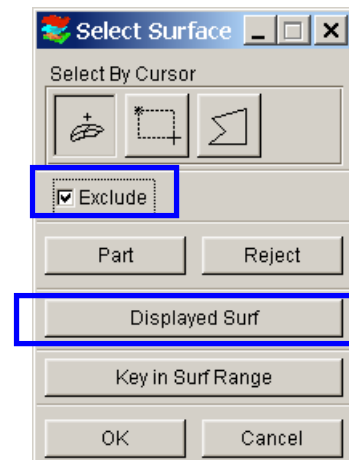 Select Surface
Select By Cursor
Exclude
Part Reject
Displayed Surf
Key in Surf Range
OK Cancel